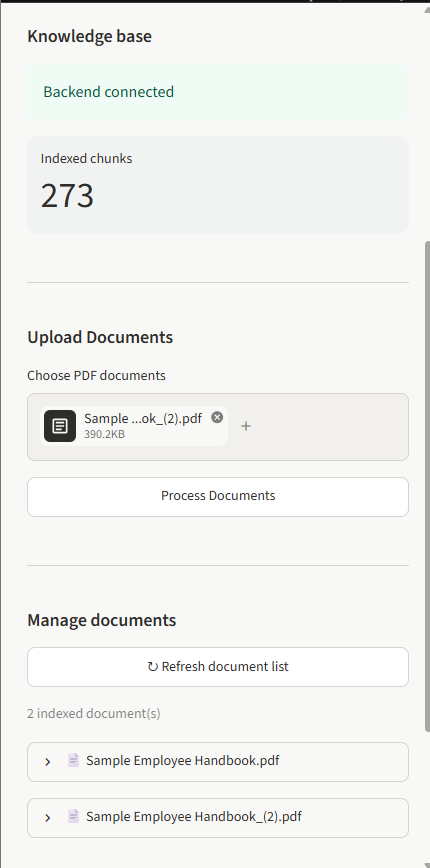 Knowledge base
Backend connected
Indexed chunks
273
Upload Documents
Choose PDF documents
Sample ...ok_(2).pdf
390.2KB
Process Documents
Manage documents
↻ Refresh document list
2 indexed document(s)
Sample Employee Handbook.pdf
Sample Employee Handbook_(2).pdf